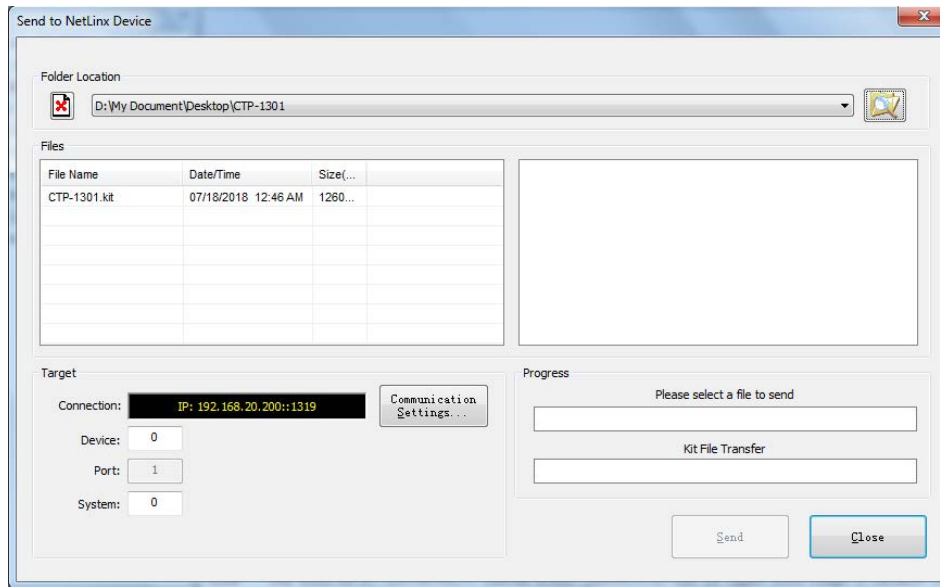 Send to NetLinx Device
Folder Location
D:\My Document\Desktop\CTP-1301
Files
File Name Date/Time Size(...
CTP-1301.kit 07/18/2018 12:46 AM 1260...
Target
Connection: IP: 192.168.20.200::1319
Communication
Settings...
Device: 0
Port: 1
System: 0
Progress
Please select a file to send
Kit File Transfer
Send Close